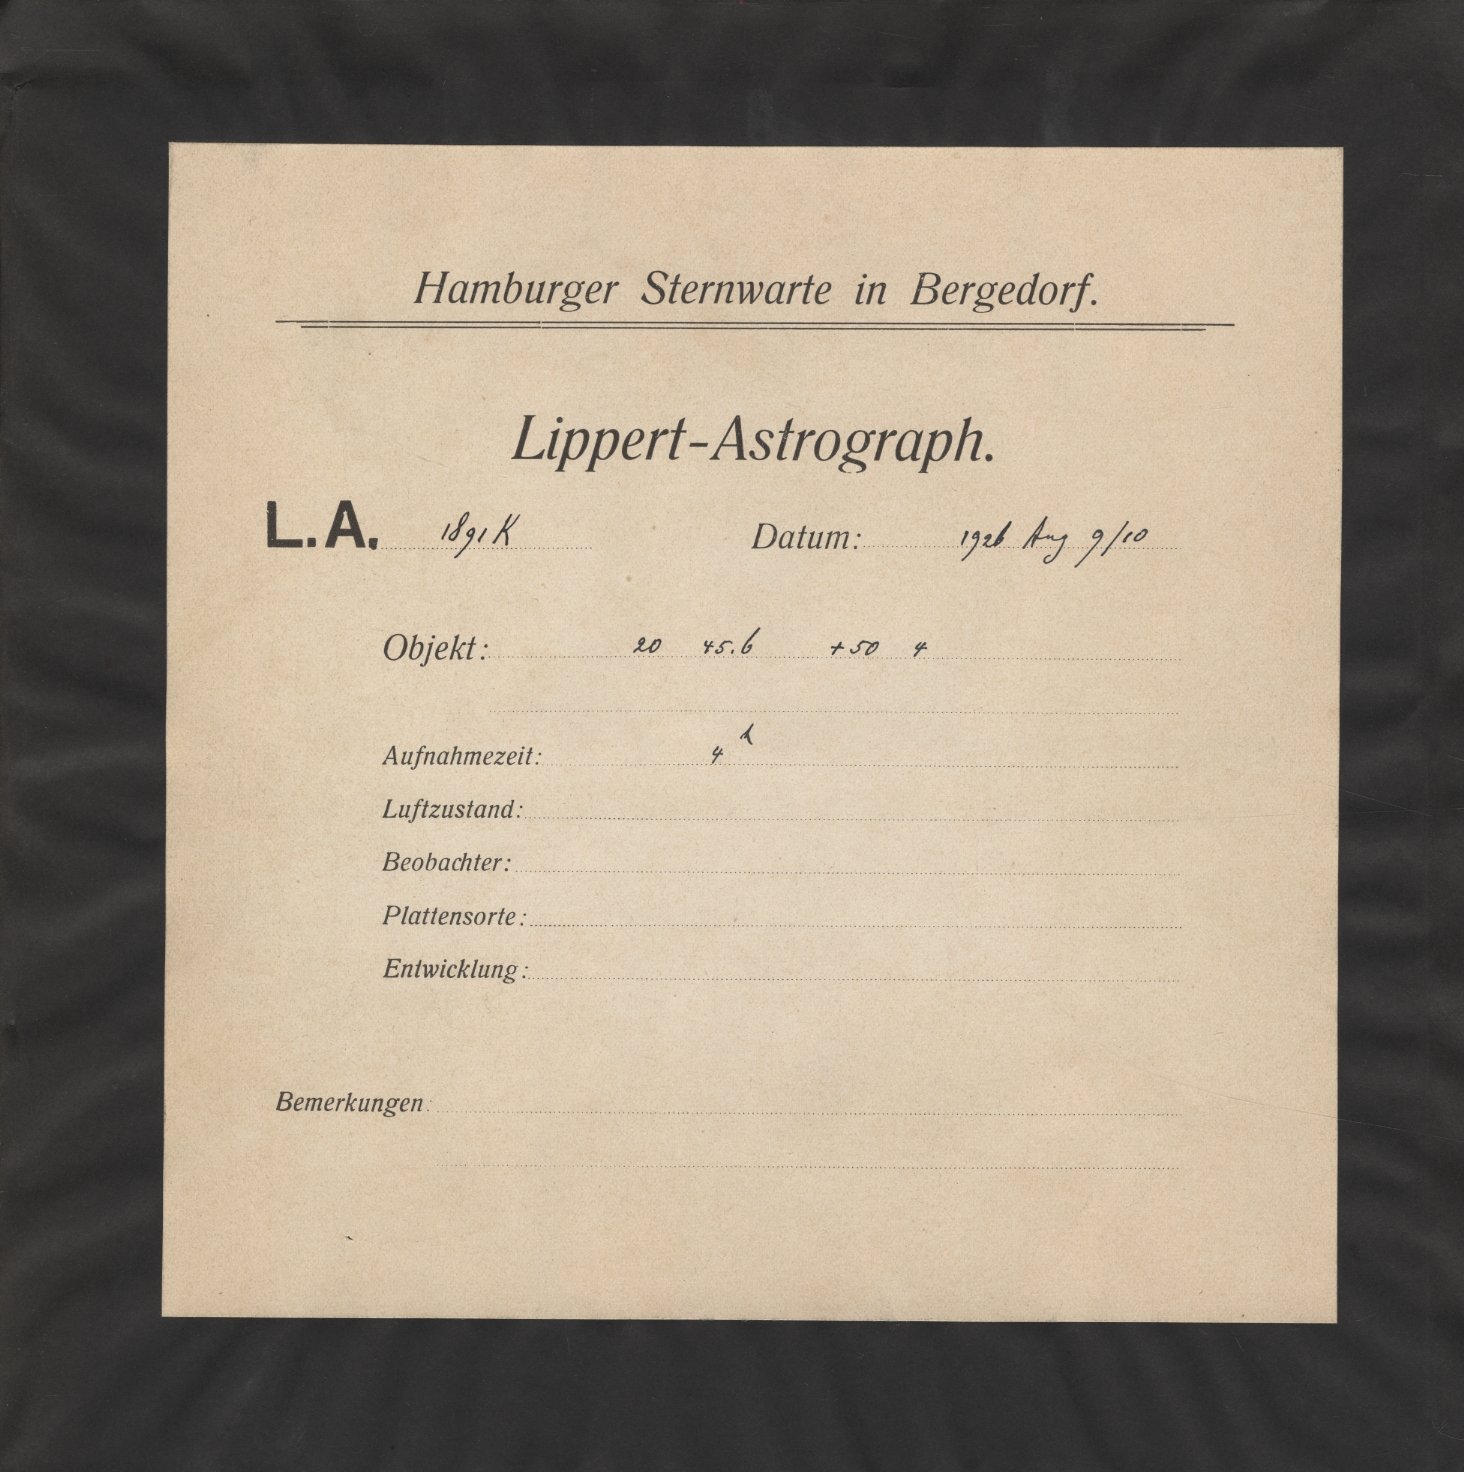 Hamburger Sternwarte in Bergedorf.
Lippert-Astrograph.
L.A. 1891 K Datum: 1926 Aug 9/10
Objekt: 20 45.6 +50 4
Aufnahmezeit: 4 h
Luftzustand:
Beobachter:
Plattensorte:
Entwicklung:
Bemerkungen: